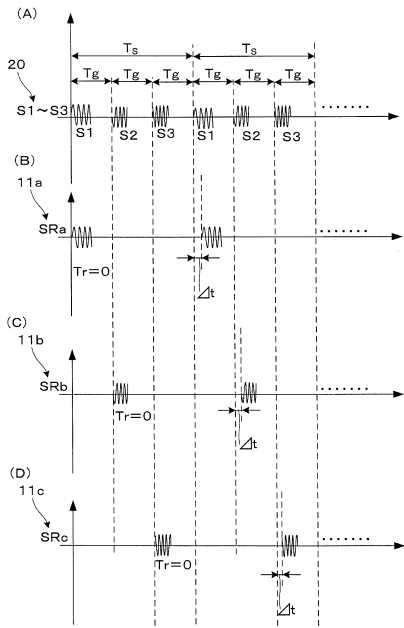 (A)
Ts Ts
Tg Tg Tg Tg Tg Tg
20
S1~S3
S1 S2 S3 S1 S2 S3 ·······
(B)
11a
SRa ·······
Tr=0
⊿t
(C)
11b
SRb ·······
Tr=0
⊿t
(D)
11c
SRc ·······
Tr=0
⊿t